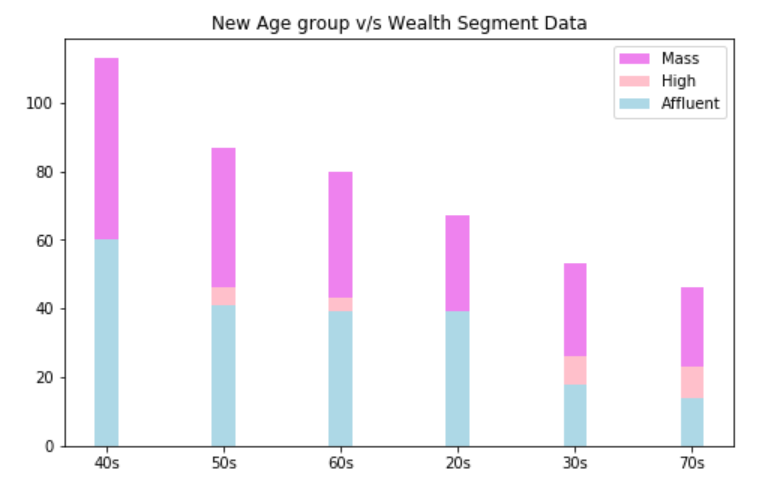 New Age group v/s Wealth Segment Data
Mass
High
Affluent
100
80
60
40
20
0
40s 50s 60s 20s 30s 70s